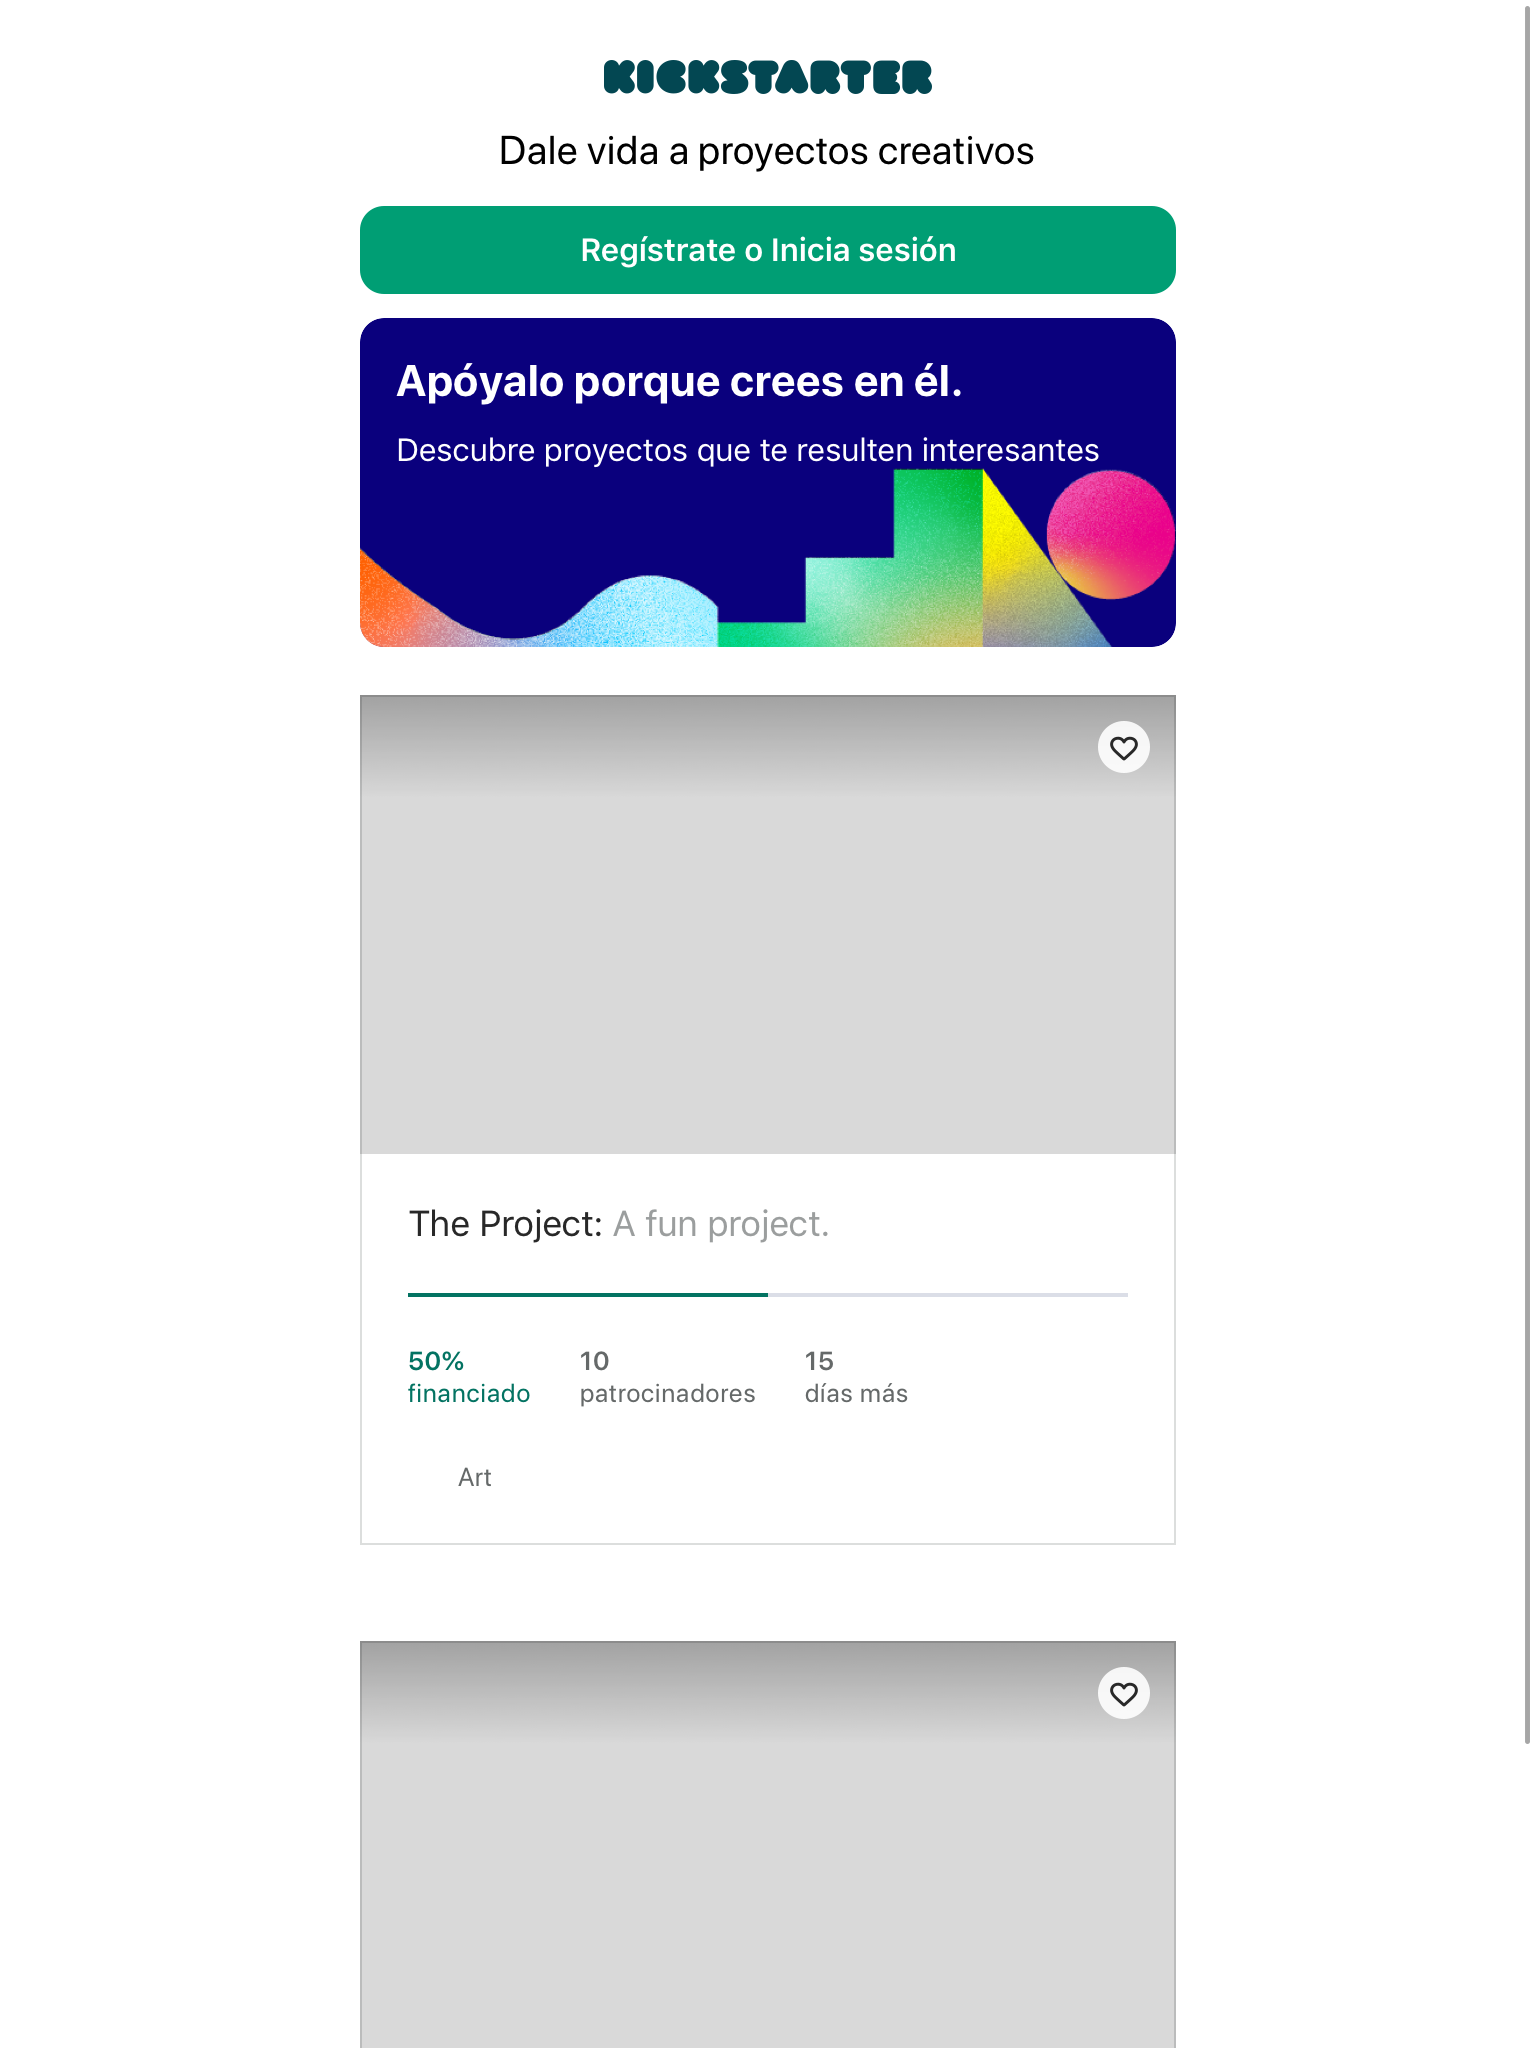 KICKSTARTER
Dale vida a proyectos creativos
Regístrate o Inicia sesión
Apóyalo porque crees en él.
Descubre proyectos que te resulten interesantes
The Project: A fun project.
50% 10 15
financiado patrocinadores días más
Art